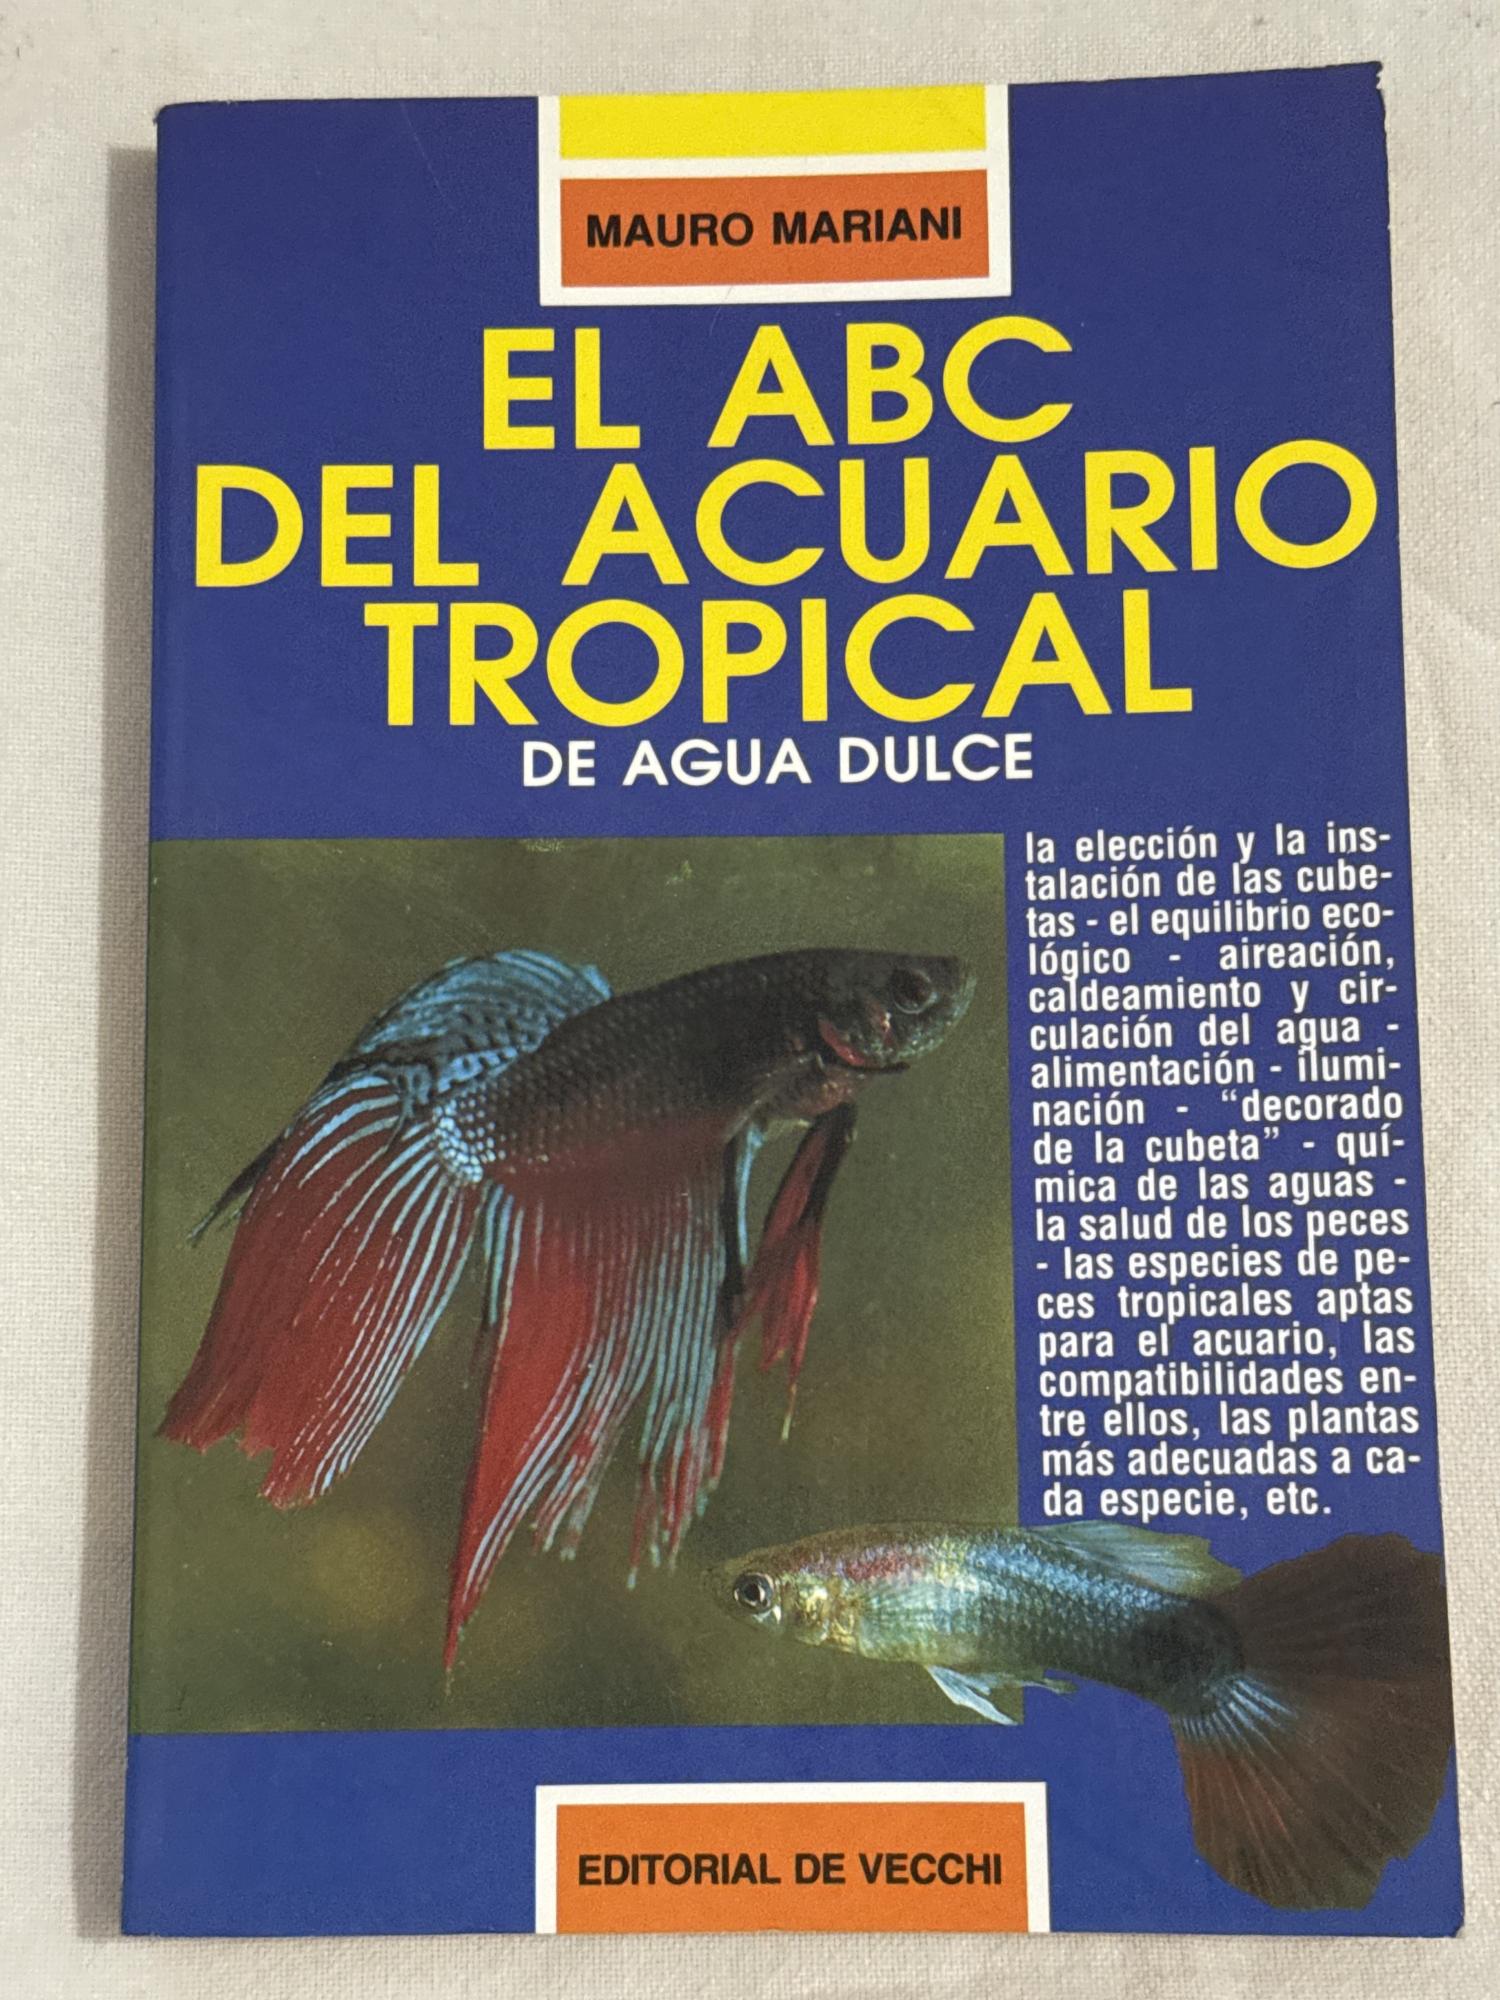 MAURO MARIANI
EL ABC
DEL ACUARIO
TROPICAL
DE AGUA DULCE
la elección y la ins-
talación de las cube-
tas - el equilibrio eco-
lógico - aireación,
caldeamiento y cir-
culación del agua -
alimentación - ilumi-
nación - “decorado
de la cubeta” - quí-
mica de las aguas -
la salud de los peces
- las especies de pe-
ces tropicales aptas
para el acuario, las
compatibilidades en-
tre ellos, las plantas
más adecuadas a ca-
da especie, etc.
EDITORIAL DE VECCHI